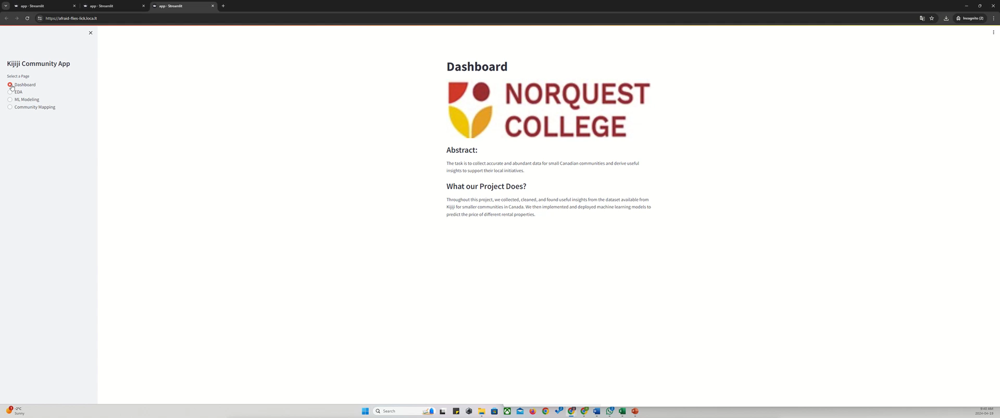 app · Streamlit
app · Streamlit
app · Streamlit
https://afraid-flies-lick.loca.lt
Incognito (2)
Kijiji Community App
Select a Page
Dashboard
EDA
ML Modeling
Community Mapping
Dashboard
NORQUEST
COLLEGE
Abstract:
The task is to collect accurate and abundant data for small Canadian communities and derive useful
insights to support their local initiatives.
What our Project Does?
Throughout this project, we collected, cleaned, and found useful insights from the dataset available from
Kijiji for smaller communities in Canada. We then implemented and deployed machine learning models to
predict the price of different rental properties.
-2°C
Sunny
Search
9:40 AM
2024-04-19